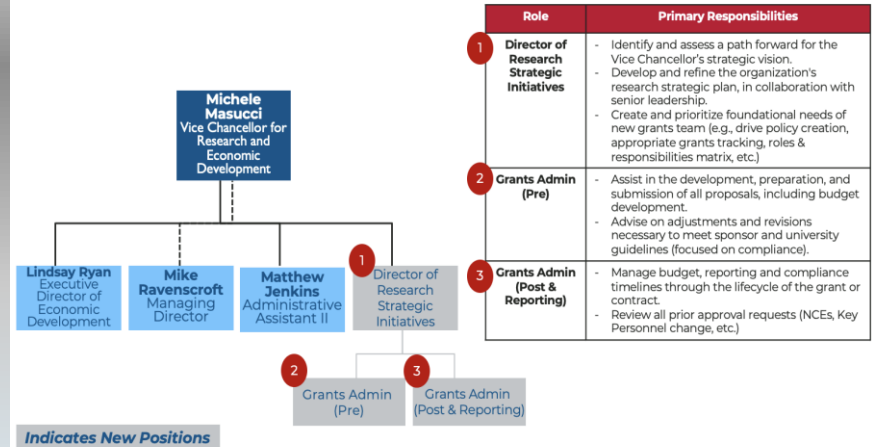 Michele
Masucci
Vice Chancellor for
Research and
Economic
Development
Lindsay Ryan
Executive
Director of
Economic
Development
Mike
Ravenscroft
Managing
Director
Matthew
Jenkins
Administrative
Assistant II
1
Director of
Research
Strategic
Initiatives
2
Grants Admin
(Pre)
3
Grants Admin
(Post & Reporting)
Indicates New Positions
Role
Primary Responsibilities
1
Director of
Research
Strategic
Initiatives
- Identify and assess a path forward for the
Vice Chancellor's strategic vision.
- Develop and refine the organization's
research strategic plan, in collaboration with
senior leadership.
- Create and prioritize foundational needs of
new grants team (e.g., drive policy creation,
appropriate grants tracking, roles &
responsibilities matrix, etc.)
2
Grants Admin
(Pre)
- Assist in the development, preparation, and
submission of all proposals, including budget
development.
- Advise on adjustments and revisions
necessary to meet sponsor and university
guidelines (focused on compliance).
3
Grants Admin
(Post &
Reporting)
- Manage budget, reporting and compliance
timelines through the lifecycle of the grant or
contract.
- Review all prior approval requests (NCEs, Key
Personnel change, etc.)